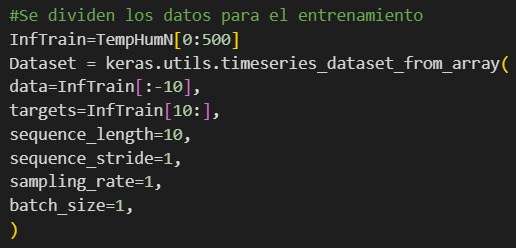 #Se dividen los datos para el entrenamiento
InfTrain=TempHumN[0:500]
Dataset = keras.utils.timeseries_dataset_from_array(
data=InfTrain[:-10],
targets=InfTrain[10:],
sequence_length=10,
sequence_stride=1,
sampling_rate=1,
batch_size=1,
)